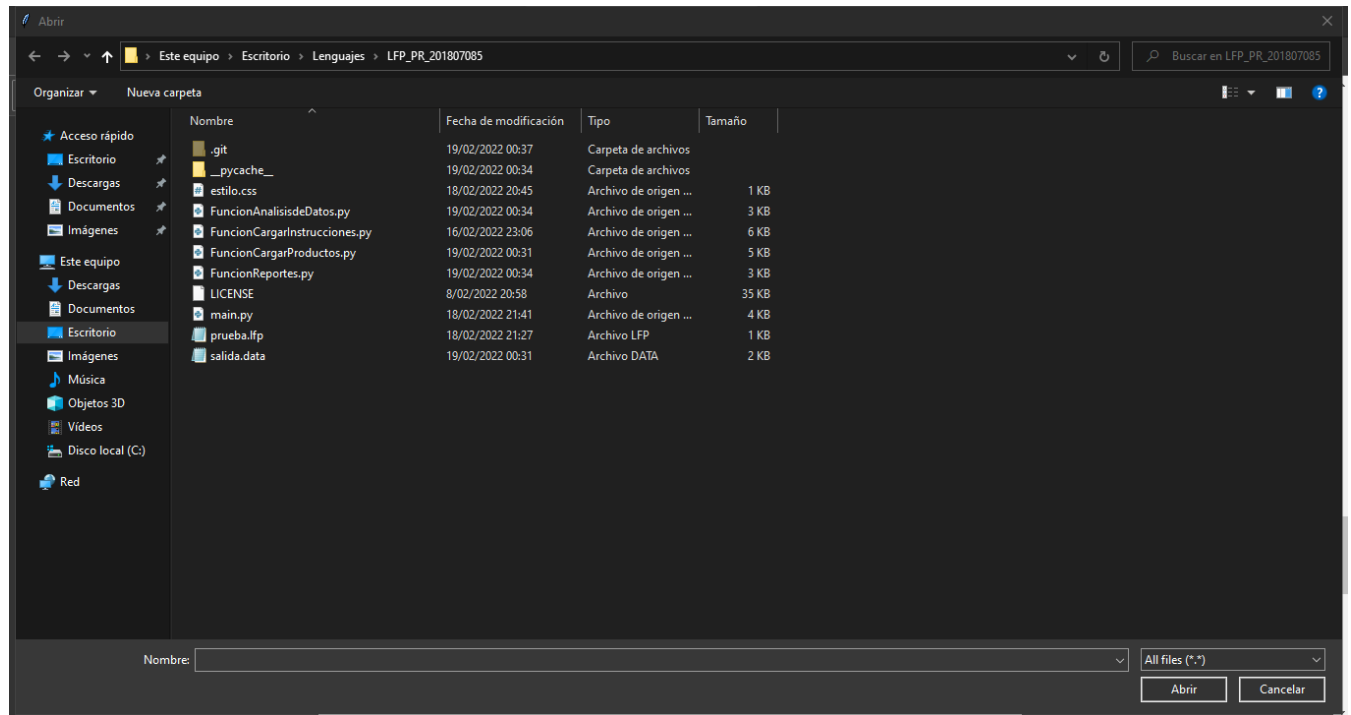 Abrir
Este equipo > Escritorio > Lenguajes > LFP_PR_201807085 Buscar en LFP_PR_201807085
Organizar Nueva carpeta
Nombre Fecha de modificación Tipo Tamaño
Acceso rápido
Escritorio
Descargas
Documentos
Imágenes
Este equipo
Descargas
Documentos
Escritorio
Imágenes
Música
Objetos 3D
Vídeos
Disco local (C:)
Red
.git 19/02/2022 00:37 Carpeta de archivos
__pycache__ 19/02/2022 00:34 Carpeta de archivos
estilo.css 18/02/2022 20:45 Archivo de origen ... 1 KB
FuncionAnalisisdeDatos.py 19/02/2022 00:34 Archivo de origen ... 3 KB
FuncionCargarInstrucciones.py 16/02/2022 23:06 Archivo de origen ... 6 KB
FuncionCargarProductos.py 19/02/2022 00:31 Archivo de origen ... 5 KB
FuncionReportes.py 19/02/2022 00:34 Archivo de origen ... 3 KB
LICENSE 8/02/2022 20:58 Archivo 35 KB
main.py 18/02/2022 21:41 Archivo de origen ... 4 KB
prueba.lfp 18/02/2022 21:27 Archivo LFP 1 KB
salida.data 19/02/2022 00:31 Archivo DATA 2 KB
Nombre: All files (*.*)
Abrir Cancelar